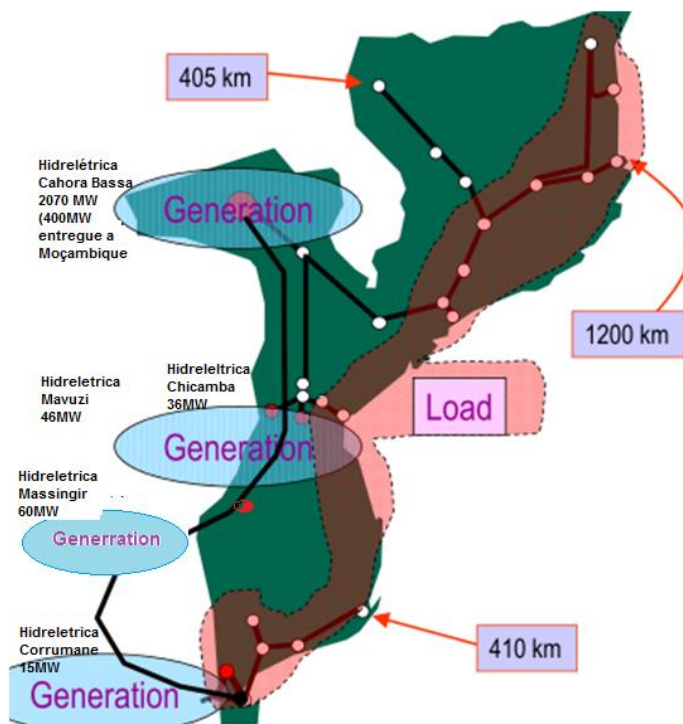 405 km
Hidrelétrica
Cahora Bassa
2070 MW
(400MW
entregue a
Moçambique
Generation
1200 km
Hidreletrica
Mavuzi
46MW
Hidreleltrica
Chicamba
36MW
Load
Generation
Hidreletrica
Massingir
60MW
Generration
410 km
Hidreletrica
Corrumane
15MW
Generation